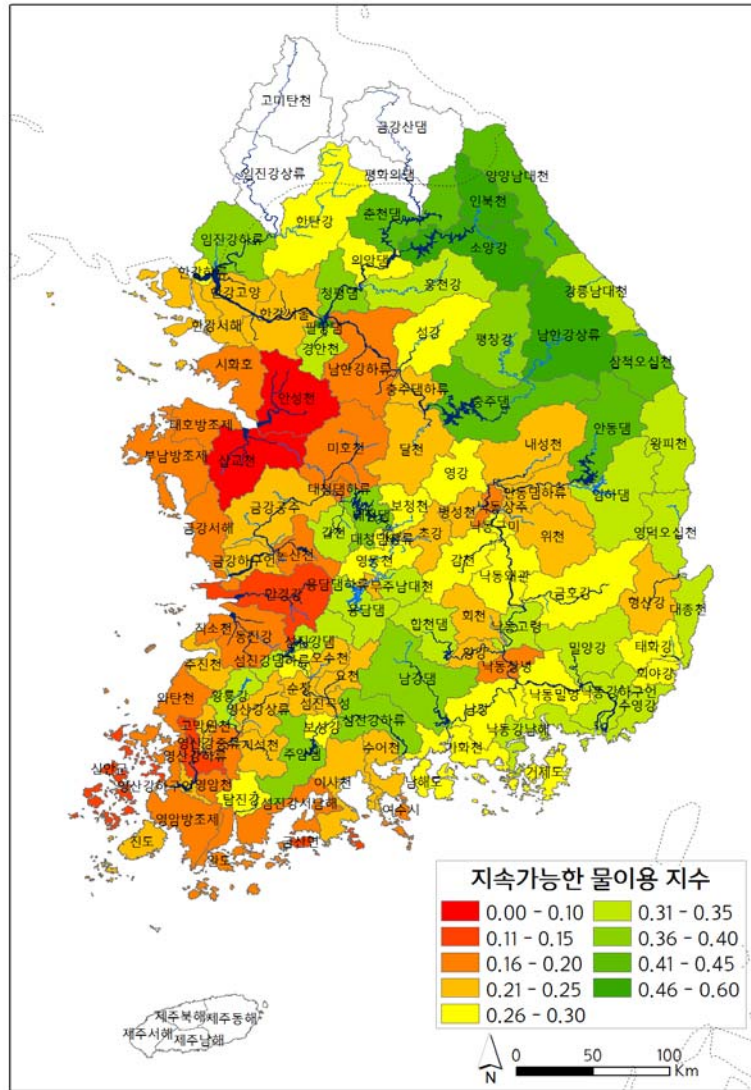 고미탄천
금강산댐
임진강상류
평화의댐
양양남대천
한탄강
춘천댐
인북천
임진강하류
소양강
의암댐
한강고양
청평댐
홍천강
강릉남대천
한강서울
한강서해
팔당댐
섬강
평창강
남한강상류
경안천
시화호
남한강하류
삼척오십천
안성천
충주댐하류
충주댐
대호방조제
안동댐
미호천
달천
내성천
왕피천
부남방조제
삽교천
영강
대청댐하류
안동댐하류
임하댐
금강공주
보청천
병성천
낙동상주
금강서해
갑천
초강
낙동구미
위천
영덕오십천
논산천
영동천
감천
낙동왜관
금강하구언
금호강
용담댐하류
무주남대천
형산강
만경강
용담댐
대종천
회천
직소천
동진강
합천댐
낙동고령
섬진강댐
밀양강
태화강
오수천
황강
낙동창녕
주진천
남강댐
회야강
순창
요천
와탄천
황룡강
낙동밀양
낙동강하구언
영산강상류
섬진곡성
수영강
고막원천
보성강
섬진강하류
남강
낙동강남해
지석천
가화천
영산강하류
주암댐
수어천
거제도
신안군
이사천
남해도
영산강하구언
영암천
탐진강
섬진강서남해
여수시
영암방조제
진도
완도
금산면
지속가능한 물이용 지수
0.00 - 0.10
0.31 - 0.35
0.11 - 0.15
0.36 - 0.40
0.16 - 0.20
0.41 - 0.45
0.21 - 0.25
0.46 - 0.60
0.26 - 0.30
제주북해
제주동해
제주서해
제주남해
N
0 50 100
Km